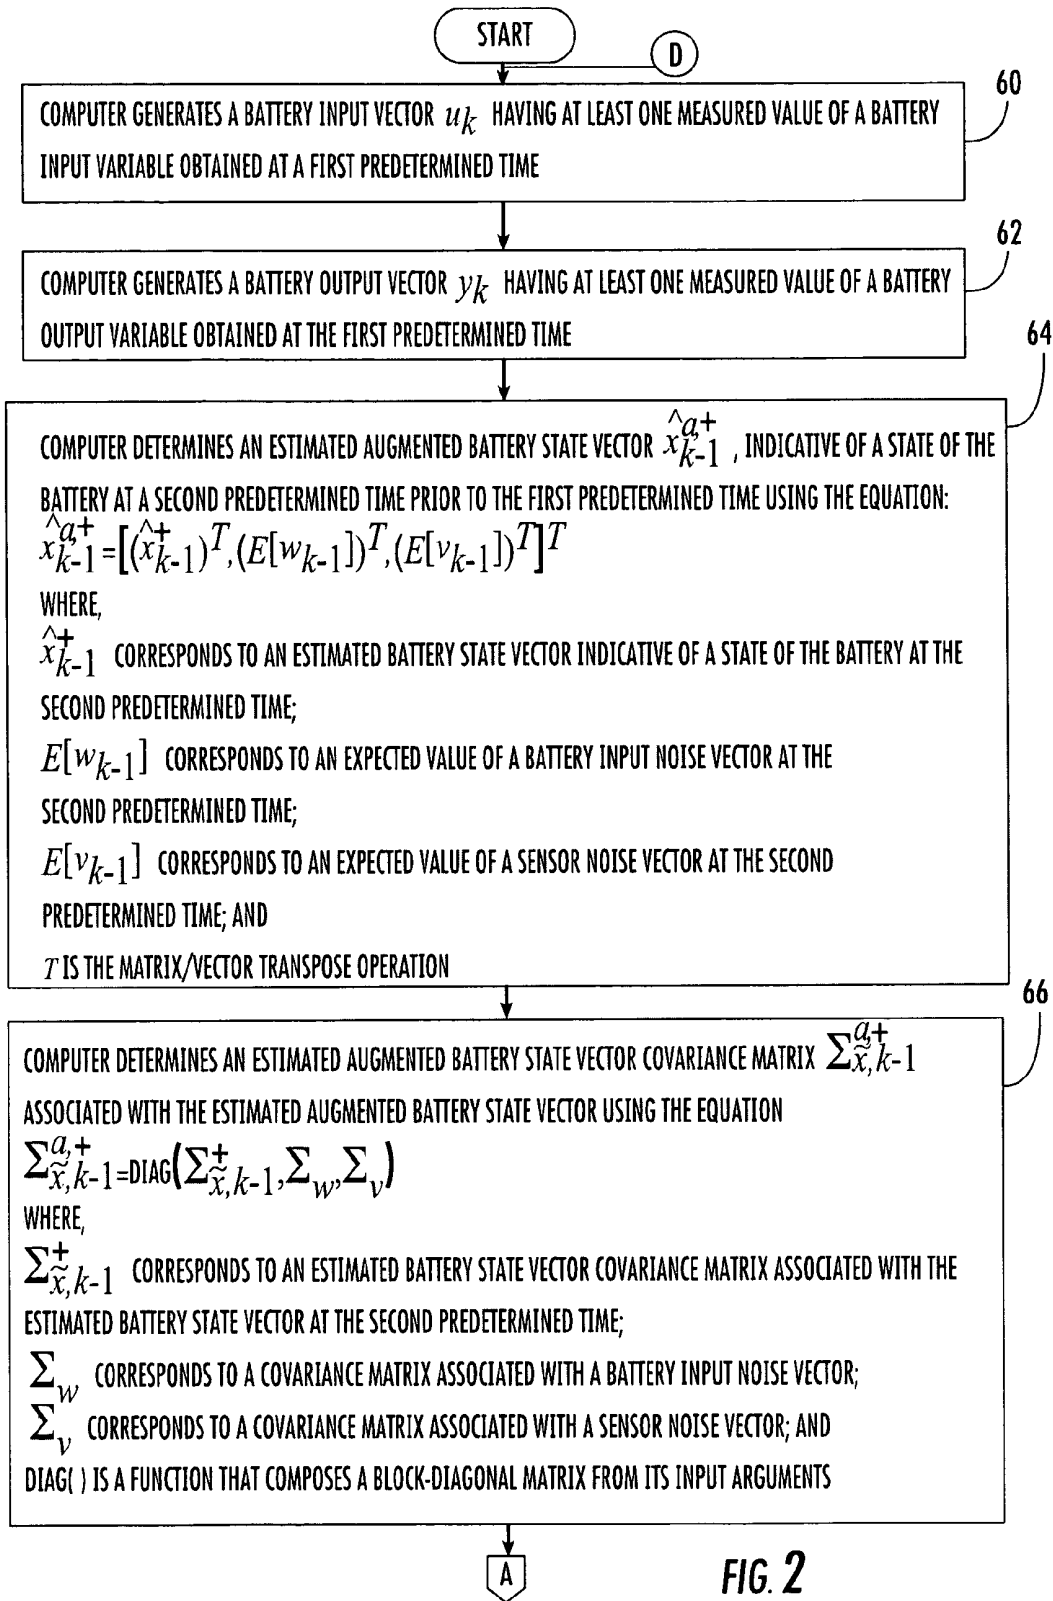 START
D
60
COMPUTER GENERATES A BATTERY INPUT VECTOR u_k HAVING AT LEAST ONE MEASURED VALUE OF A BATTERY
INPUT VARIABLE OBTAINED AT A FIRST PREDETERMINED TIME
62
COMPUTER GENERATES A BATTERY OUTPUT VECTOR y_k HAVING AT LEAST ONE MEASURED VALUE OF A BATTERY
OUTPUT VARIABLE OBTAINED AT THE FIRST PREDETERMINED TIME
64
COMPUTER DETERMINES AN ESTIMATED AUGMENTED BATTERY STATE VECTOR x̂_{k-1}^{a,+} , INDICATIVE OF A STATE OF THE
BATTERY AT A SECOND PREDETERMINED TIME PRIOR TO THE FIRST PREDETERMINED TIME USING THE EQUATION:
x̂_{k-1}^{a,+}=[(x̂_{k-1}^{+})^T,(E[w_{k-1}])^T,(E[v_{k-1}])^T]^T
WHERE,
x̂_{k-1}^{+} CORRESPONDS TO AN ESTIMATED BATTERY STATE VECTOR INDICATIVE OF A STATE OF THE BATTERY AT THE
SECOND PREDETERMINED TIME;
E[w_{k-1}] CORRESPONDS TO AN EXPECTED VALUE OF A BATTERY INPUT NOISE VECTOR AT THE
SECOND PREDETERMINED TIME;
E[v_{k-1}] CORRESPONDS TO AN EXPECTED VALUE OF A SENSOR NOISE VECTOR AT THE SECOND
PREDETERMINED TIME; AND
T IS THE MATRIX/VECTOR TRANSPOSE OPERATION
66
COMPUTER DETERMINES AN ESTIMATED AUGMENTED BATTERY STATE VECTOR COVARIANCE MATRIX Σ_{x̃,k-1}^{a,+}
ASSOCIATED WITH THE ESTIMATED AUGMENTED BATTERY STATE VECTOR USING THE EQUATION
Σ_{x̃,k-1}^{a,+}=DIAG(Σ_{x̃,k-1}^{+},Σ_w,Σ_v)
WHERE,
Σ_{x̃,k-1}^{+} CORRESPONDS TO AN ESTIMATED BATTERY STATE VECTOR COVARIANCE MATRIX ASSOCIATED WITH THE
ESTIMATED BATTERY STATE VECTOR AT THE SECOND PREDETERMINED TIME;
Σ_w CORRESPONDS TO A COVARIANCE MATRIX ASSOCIATED WITH A BATTERY INPUT NOISE VECTOR;
Σ_v CORRESPONDS TO A COVARIANCE MATRIX ASSOCIATED WITH A SENSOR NOISE VECTOR; AND
DIAG( ) IS A FUNCTION THAT COMPOSES A BLOCK-DIAGONAL MATRIX FROM ITS INPUT ARGUMENTS
A
FIG. 2